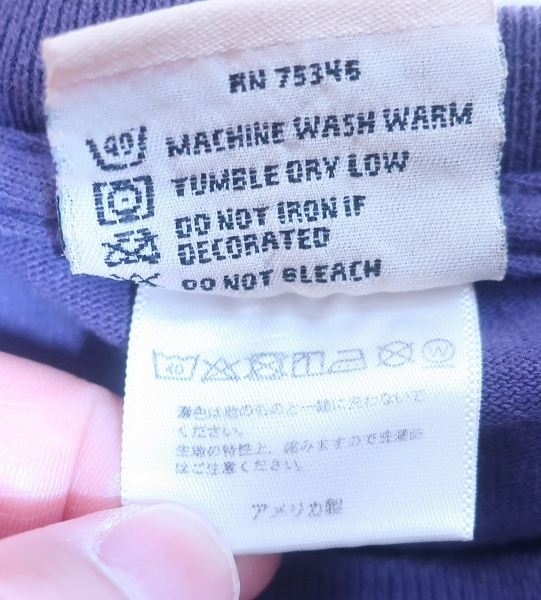 RN 75346
40 MACHINE WASH WARM
TUMBLE DRY LOW
DO NOT IRON IF
DECORATED
DO NOT BLEACH
40 W
濃色は他のものと一緒に洗わないで
ください。
生地の特性上、縮みますので洗濯時
はご注意ください。
アメリカ製